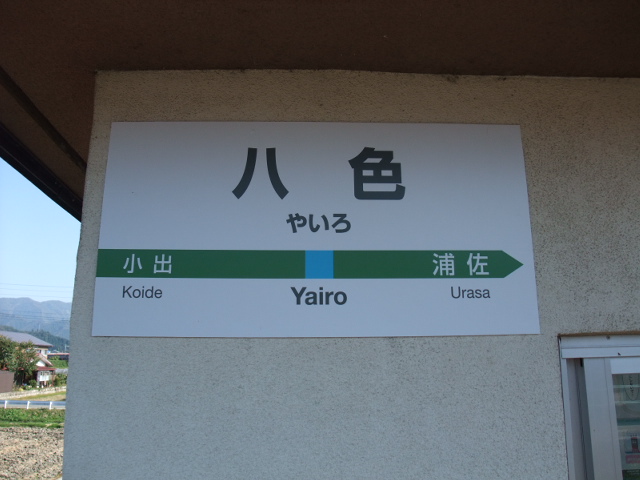 八色
やいろ
小出 浦佐
Koide Yairo Urasa